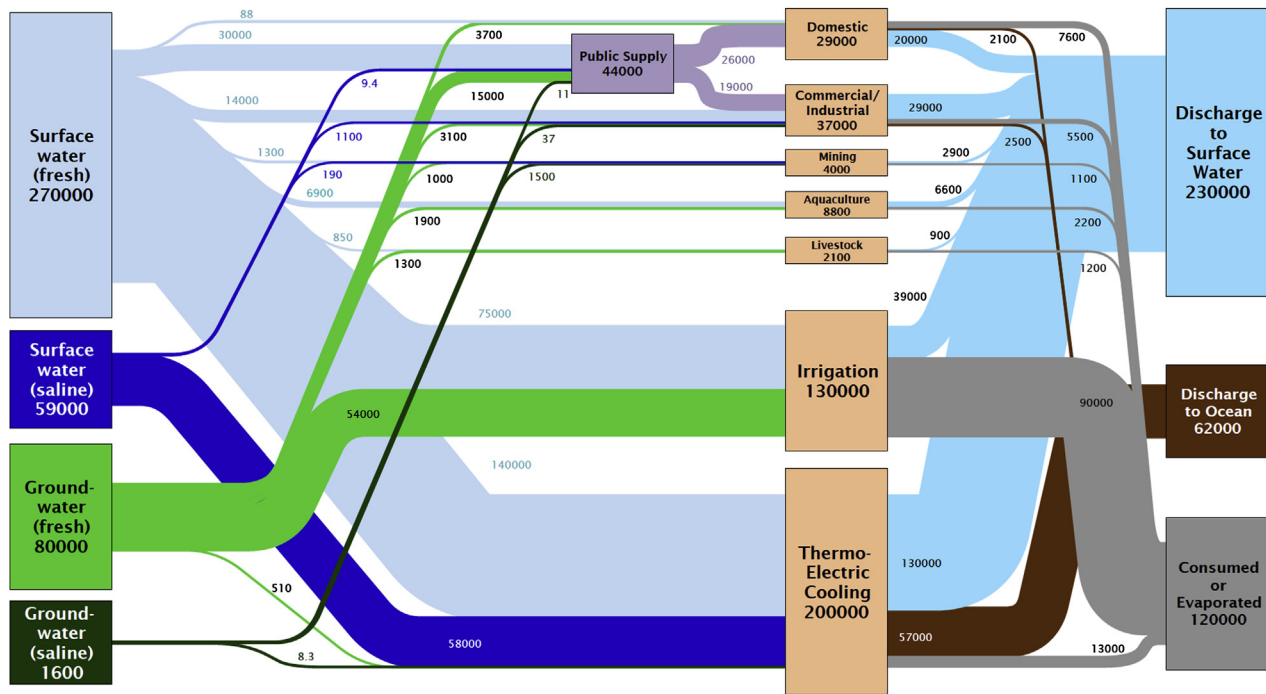 88
30000
3700
Domestic
29000
20000
2100
7600
Public Supply
44000
26000
9.4
11
19000
14000
15000
Commercial/
Industrial
37000
29000
Surface
water
(fresh)
270000
Discharge
to
Surface
Water
230000
1100
3100
37
2500
5500
1300
190
1000
1500
Mining
4000
2900
1100
6900
1900
Aquaculture
8800
6600
2200
850
1300
Livestock
2100
900
1200
75000
39000
Surface
water
(saline)
59000
54000
Irrigation
130000
90000
Discharge
to Ocean
62000
140000
Ground-
water
(fresh)
80000
510
Thermo-
Electric
Cooling
200000
130000
Consumed
or
Evaporated
120000
Ground-
water
(saline)
1600
8.3
58000
57000
13000